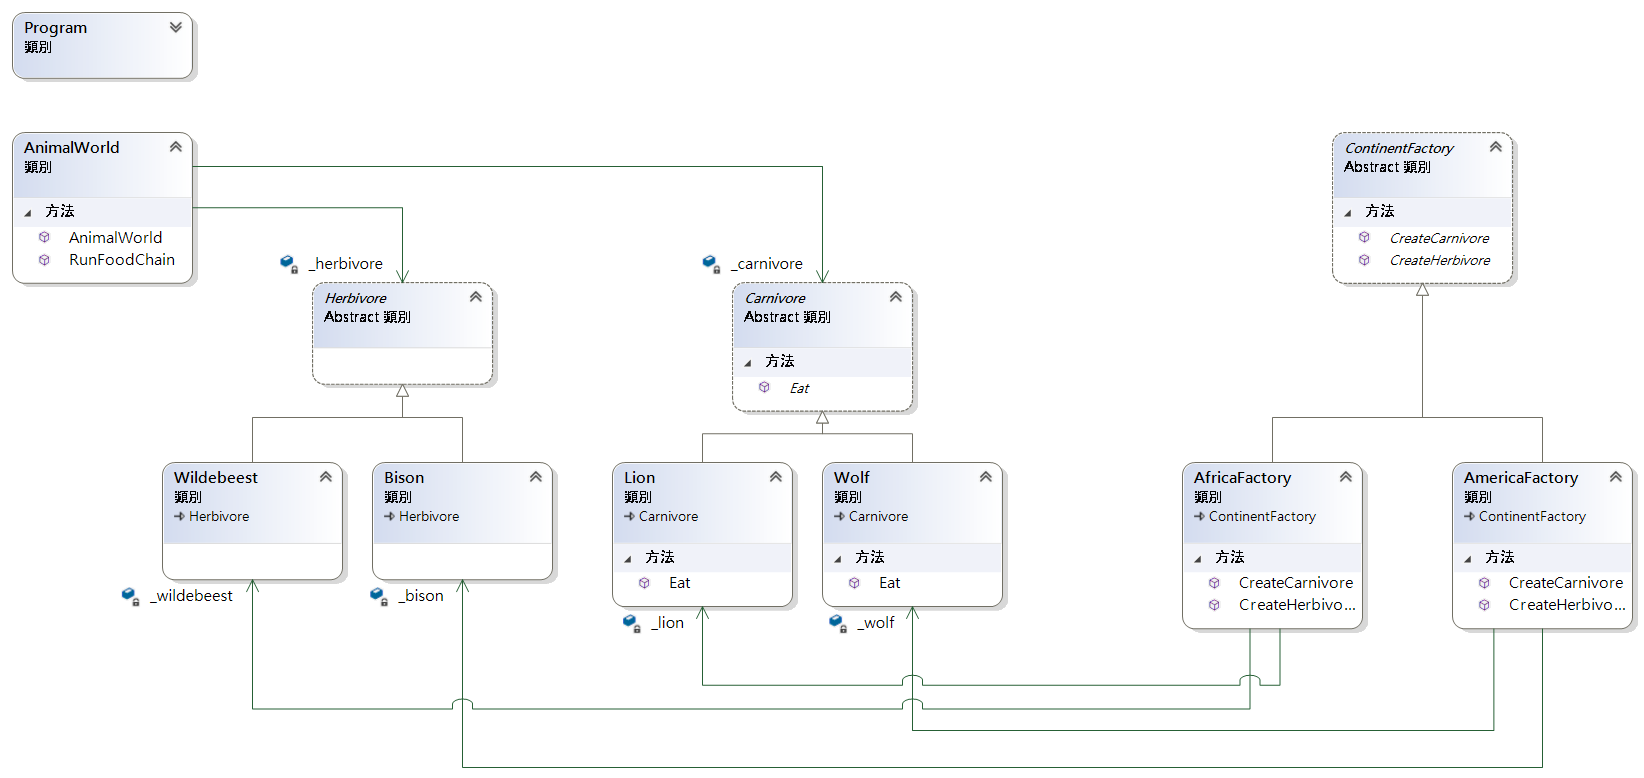 Program
類別
AnimalWorld
類別
方法
AnimalWorld
RunFoodChain
ContinentFactory
Abstract 類別
方法
CreateCarnivore
CreateHerbivore
_herbivore
Herbivore
Abstract 類別
_carnivore
Carnivore
Abstract 類別
方法
Eat
Wildebeest
類別
Herbivore
_wildebeest
Bison
類別
Herbivore
_bison
Lion
類別
Carnivore
方法
Eat
_lion
Wolf
類別
Carnivore
方法
Eat
_wolf
AfricaFactory
類別
ContinentFactory
方法
CreateCarnivore
CreateHerbivo...
AmericaFactory
類別
ContinentFactory
方法
CreateCarnivore
CreateHerbivo...